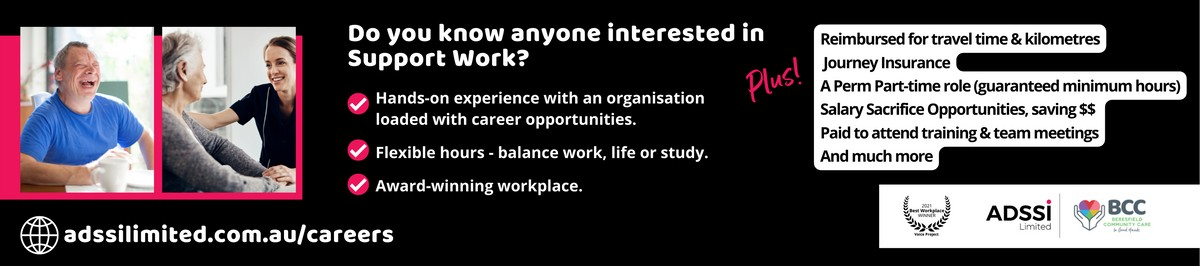 Do you know anyone interested in
Support Work?
Hands-on experience with an organisation
loaded with career opportunities.
Flexible hours - balance work, life or study.
Award-winning workplace.
Plus!
Reimbursed for travel time & kilometres
Journey Insurance
A Perm Part-time role (guaranteed minimum hours)
Salary Sacrifice Opportunities, saving $$
Paid to attend training & team meetings
And much more
adssilimited.com.au/careers
2021
Best Workplace
WINNER
Voice Project
ADSSi
Limited
BCC
BERESFIELD
COMMUNITY CARE
in Good Hands